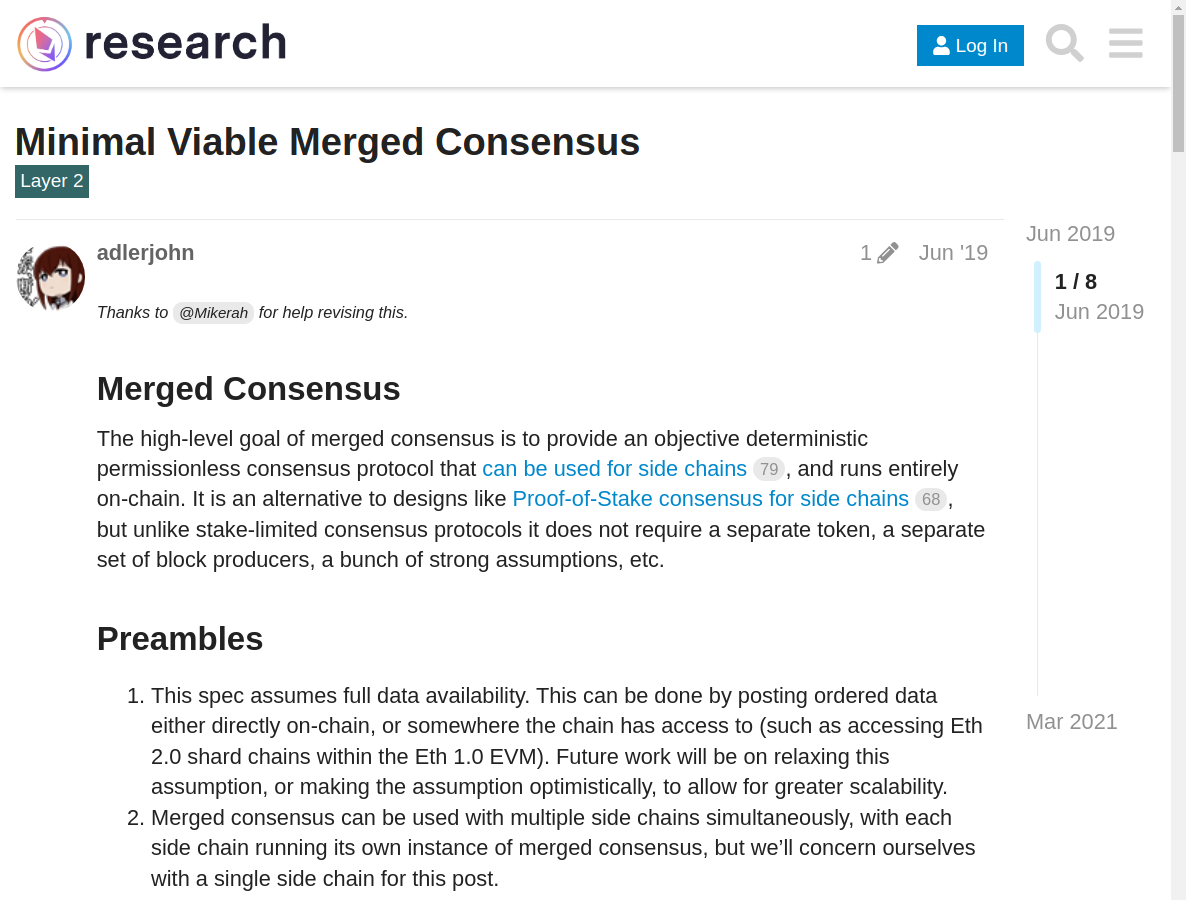 research
Log In
Minimal Viable Merged Consensus
Layer 2
adlerjohn
1
Jun '19
Jun 2019
1 / 8
Jun 2019
Thanks to @Mikerah for help revising this.
Merged Consensus
The high-level goal of merged consensus is to provide an objective deterministic
permissionless consensus protocol that can be used for side chains 79, and runs entirely
on-chain. It is an alternative to designs like Proof-of-Stake consensus for side chains 68,
but unlike stake-limited consensus protocols it does not require a separate token, a separate
set of block producers, a bunch of strong assumptions, etc.
Preambles
1. This spec assumes full data availability. This can be done by posting ordered data
either directly on-chain, or somewhere the chain has access to (such as accessing Eth
2.0 shard chains within the Eth 1.0 EVM). Future work will be on relaxing this
assumption, or making the assumption optimistically, to allow for greater scalability.
2. Merged consensus can be used with multiple side chains simultaneously, with each
side chain running its own instance of merged consensus, but we’ll concern ourselves
with a single side chain for this post.
Mar 2021